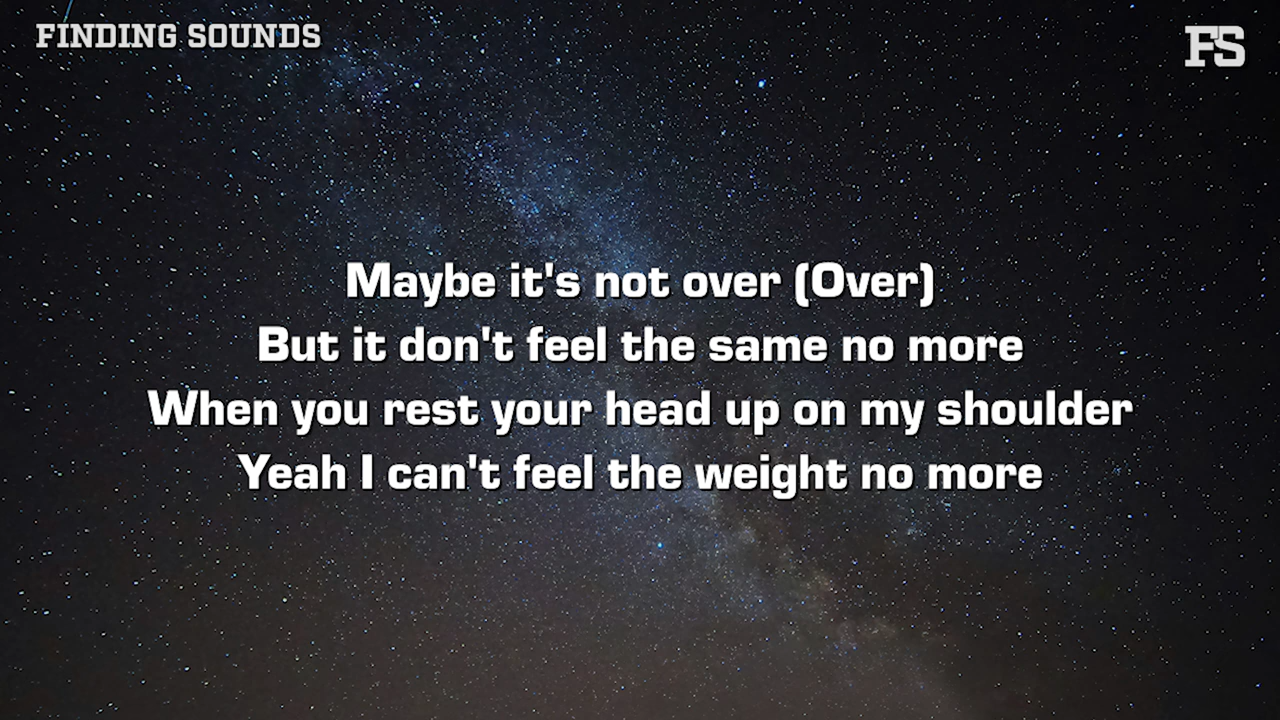 FINDING SOUNDS
FS
Maybe it's not over (Over)
But it don't feel the same no more
When you rest your head up on my shoulder
Yeah I can't feel the weight no more